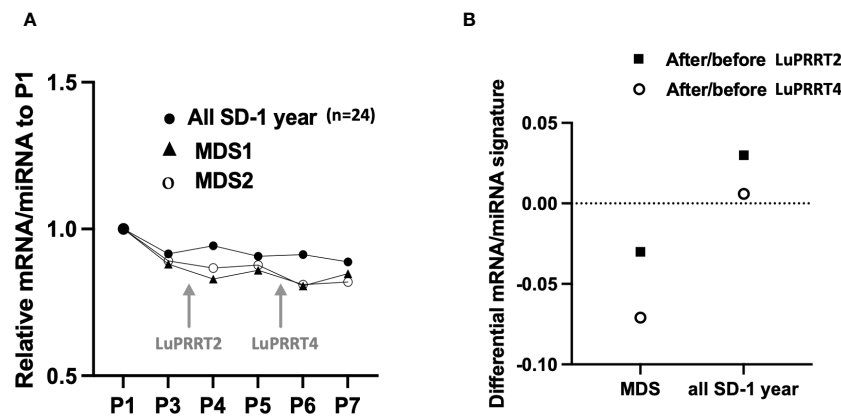 A
Relative mRNA/miRNA to P1
1.5
1.0
0.5
All SD-1 year (n=24)
MDS1
MDS2
LuPRRT2
LuPRRT4
P1 P3 P4 P5 P6 P7
B
After/before LuPRRT2
After/before LuPRRT4
Differential mRNA/miRNA signature
0.05
0.00
-0.05
-0.10
MDS all SD-1 year